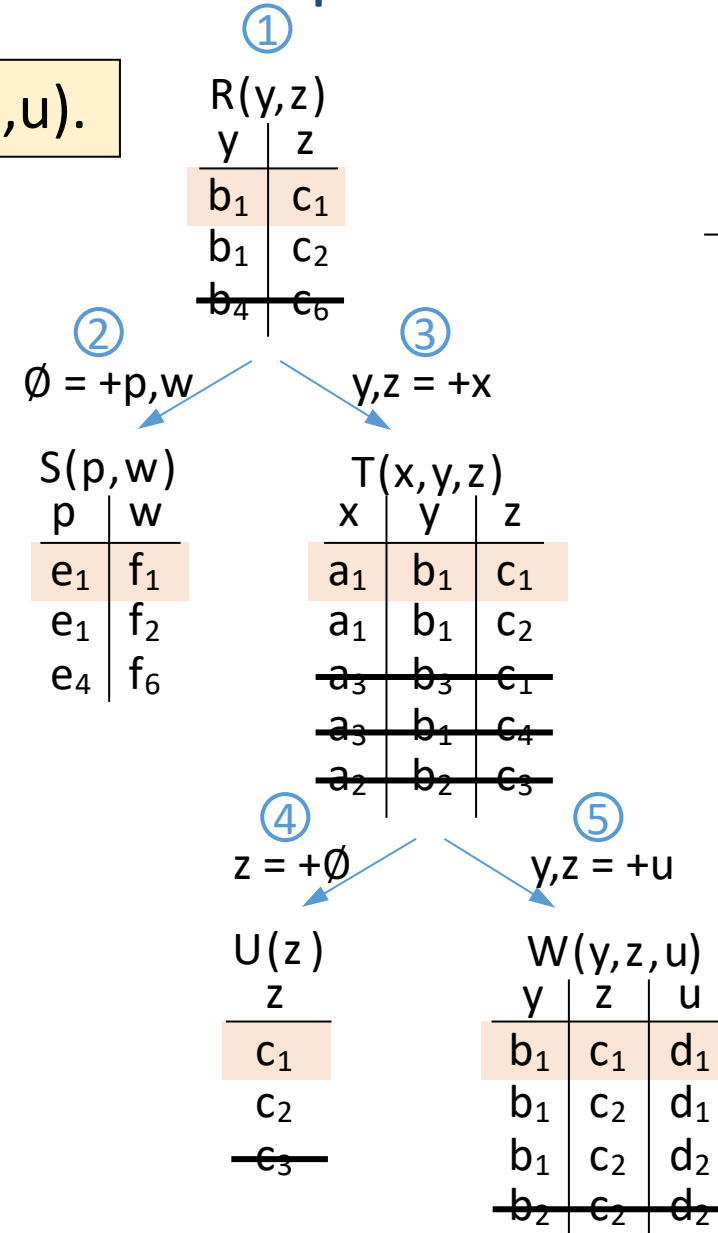 ①
,u).
R(y,z)
y z
b₁ c₁
b₁ c₂
b₄ c₆
② ③
∅ = +p,w y,z = +x
S(p,w) T(x,y,z)
p w x y z
e₁ f₁ a₁ b₁ c₁
e₁ f₂ a₁ b₁ c₂
e₄ f₆ a₃ b₃ c₁
a₃ b₁ c₄
a₂ b₂ c₃
④ ⑤
z = +∅ y,z = +u
U(z) W(y,z,u)
z y z u
c₁ b₁ c₁ d₁
c₂ b₁ c₂ d₁
c₃ b₁ c₂ d₂
b₂ c₂ d₂